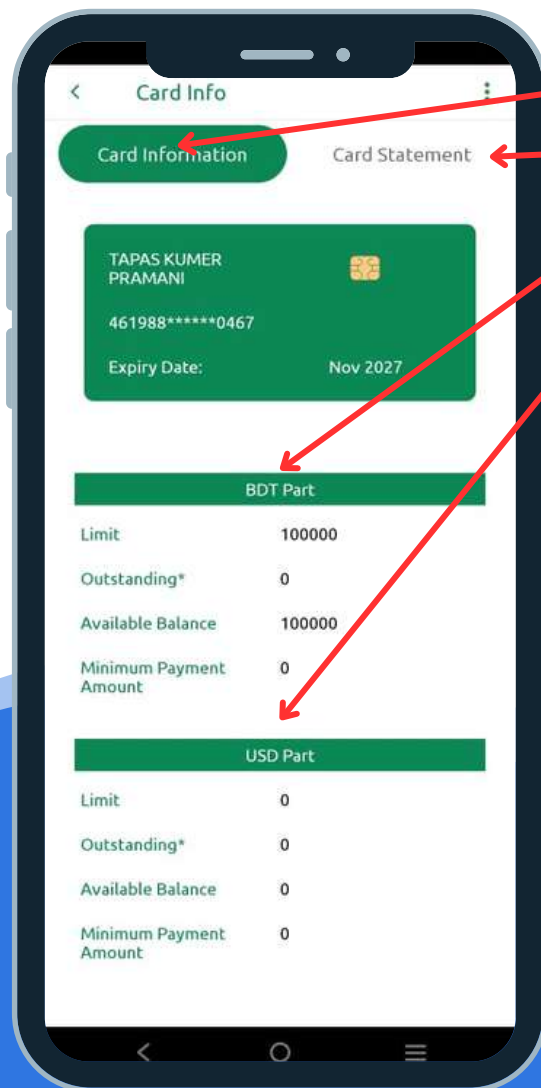 Card Info
Card Information Card Statement
TAPAS KUMER
PRAMANI
461988******0467
Expiry Date: Nov 2027
BDT Part
Limit 100000
Outstanding* 0
Available Balance 100000
Minimum Payment 0
Amount
USD Part
Limit 0
Outstanding* 0
Available Balance 0
Minimum Payment 0
Amount